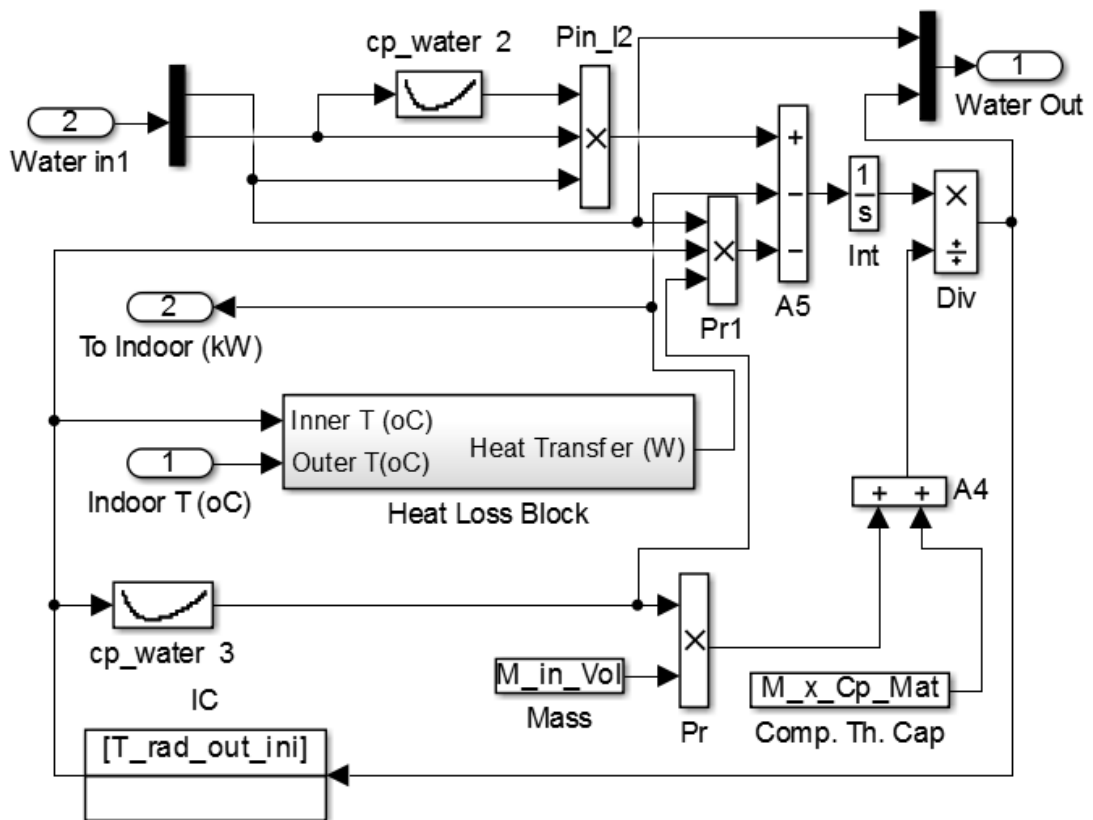 cp_water 2
Pin_I2
1
Water Out
2
Water in1
×
+
−
−
1
s
Int
×
÷
Div
×
Pr1
A5
2
To Indoor (kW)
Inner T (oC)
Outer T(oC)
Heat Transfer (W)
1
Indoor T (oC)
Heat Loss Block
+ +
A4
cp_water 3
×
M_in_Vol
Mass
Pr
M_x_Cp_Mat
Comp. Th. Cap
IC
[T_rad_out_ini]